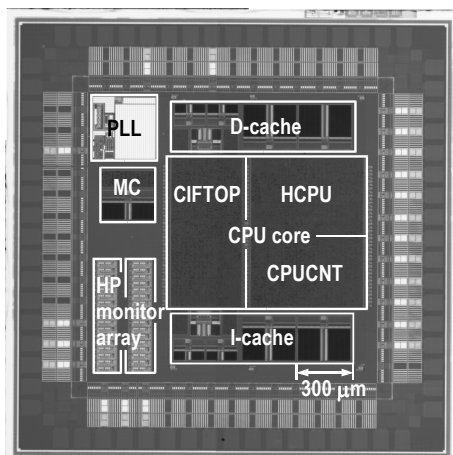 PLL
D-cache
MC
CIFTOP
HCPU
CPU core
CPUCNT
HP
monitor
array
I-cache
300 μm